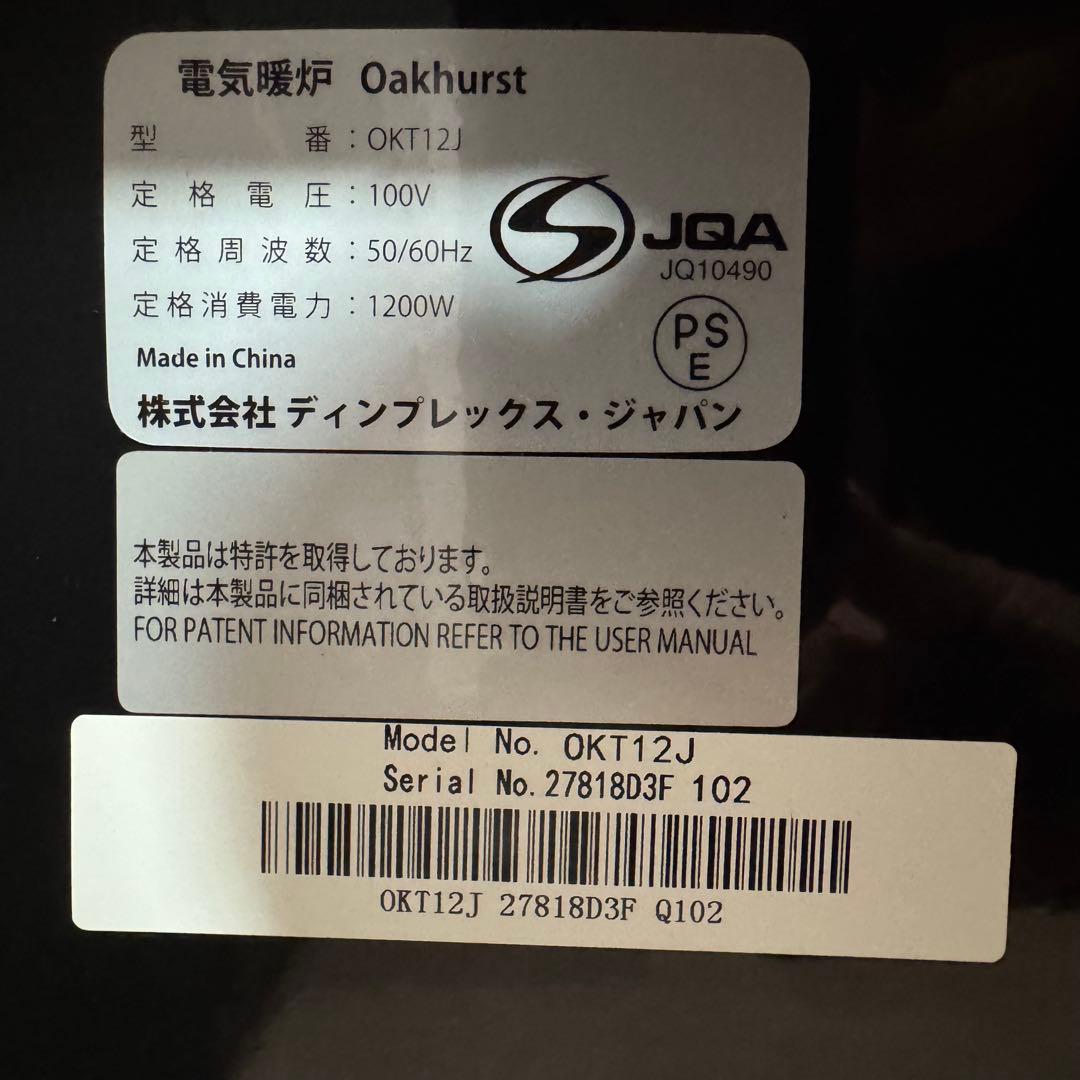 電気暖炉 Oakhurst
型番：OKT12J
定格電圧：100V
定格周波数：50/60Hz
定格消費電力：1200W
JQA
JQ10490
PS
E
Made in China
株式会社 ディンプレックス・ジャパン
本製品は特許を取得しております。
詳細は本製品に同梱されている取扱説明書をご参照ください。
FOR PATENT INFORMATION REFER TO THE USER MANUAL
Model No. OKT12J
Serial No. 27818D3F 102
OKT12J 27818D3F Q102